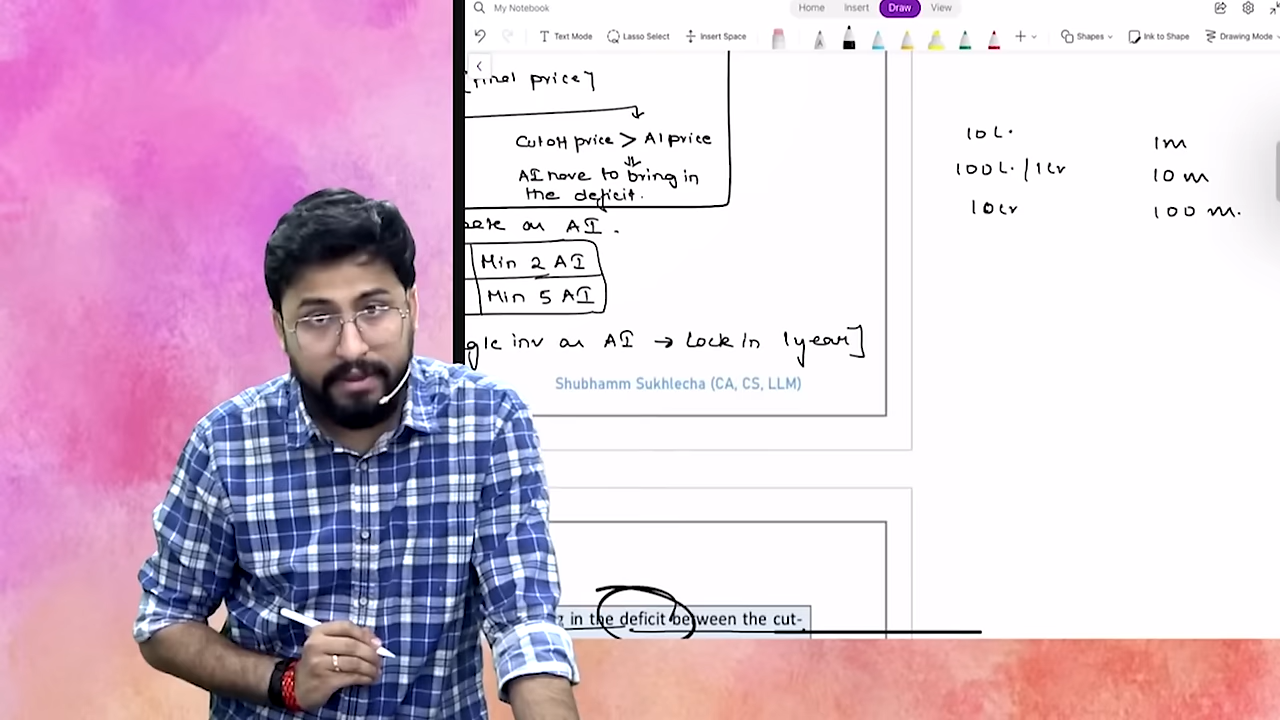 My Notebook
Home Insert Draw View
Text Mode Lasso Select Insert Space Shapes Ink to Shape Drawing Mode
final price]
Cutoff price > AI price
AI have to bring in
the deficit.
on AI.
Min 2 AI
Min 5 AI
gle inv on AI → Lock in 1 year]
Shubhamm Sukhlecha (CA, CS, LLM)
in the deficit between the cut-
10L. 1m
100L. / 1cr 10m
10cr 100 m.